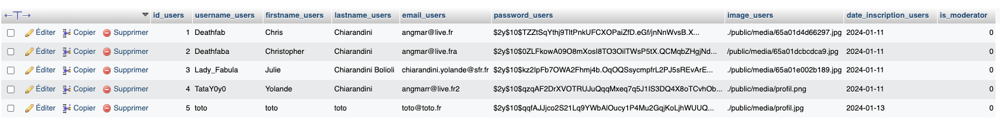 ←T→ id_users username_users firstname_users lastname_users email_users password_users image_users date_inscription_users is_moderator
Éditer Copier Supprimer 1 Deathfab Chris Chiarandini angmar@live.fr $2y$10$TZZtSqYthj9TltPnkUFCXOPaiZfD.eGf/jnNnWvsB.X... ./public/media/65a01d4d66297.jpg 2024-01-11 0
Éditer Copier Supprimer 2 Deathfaba Christopher Chiarandini angmar@live.fra $2y$10$0ZLFkowA09O8mXosI8TO3OilTWsP5tX.QCMqbZHgjNd... /public/media/65a01dcbcdca9.jpg 2024-01-11 0
Éditer Copier Supprimer 3 Lady_Fabula Julie Chiarandini Bolioli chiarandini.yolande@sfr.fr $2y$10$kz2IpFb7OWA2Fhmj4b.OqOQSsycmpfrL2PJ5sREvArE... ./public/media/65a01e002b189.jpg 2024-01-11 0
Éditer Copier Supprimer 4 TataY0y0 Yolande Chiarandini angmarr@live.fr2 $2y$10$qzqAF2DrXVOTRUJuQqqMxeq7q5J1IS3DQ4X8oTCvhOb... ./public/media/profil.png 2024-01-11 0
Éditer Copier Supprimer 5 toto toto toto toto@toto.fr $2y$10$qqfAJJjco2S21Lq9YWbAlOucy1P4Mu2GqjKoLjhWUUQ... ./public/media/profil.jpg 2024-01-13 0